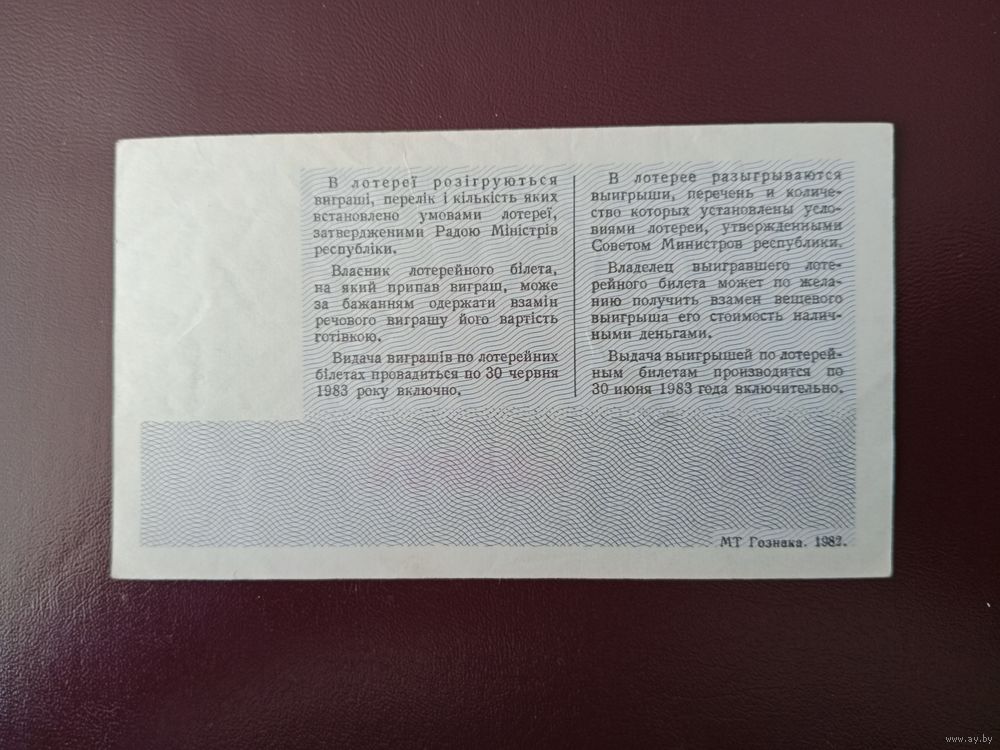 В лотереї розігруються
виграші, перелік і кількість яких
встановлено умовами лотереї,
затвердженими Радою Міністрів
республіки.
Власник лотерейного білета,
на який припав виграш, може
за бажанням одержати взамін
речового виграшу його вартість
готівкою.
Видача виграшів по лотерейних
білетах провадиться по 30 червня
1983 року включно.
В лотерее разыгрываются
выигрыши, перечень и количе-
ство которых установлены усло-
виями лотереи, утвержденными
Советом Министров республики.
Владелец выигравшего лоте-
рейного билета может по жела-
нию получить взамен вещевого
выигрыша его стоимость налич-
ными деньгами.
Выдача выигрышей по лотерей-
ным билетам производится по
30 июня 1983 года включительно.
МТ Гознака. 1982.
www.ay.by